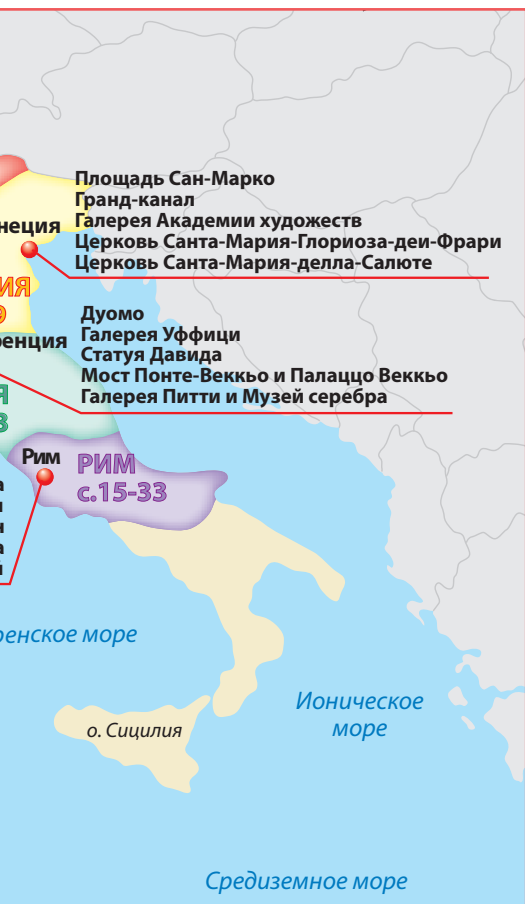 Площадь Сан-Марко
Гранд-канал
Галерея Академии художеств
Церковь Санта-Мария-Глориоза-деи-Фрари
Церковь Санта-Мария-делла-Салюте
Дуомо
Галерея Уффици
Статуя Давида
Мост Понте-Веккьо и Палаццо Веккьо
Галерея Питти и Музей серебра
Рим
РИМ
с.15-33
Ионическое
море
море
о. Сицилия
Средиземное море